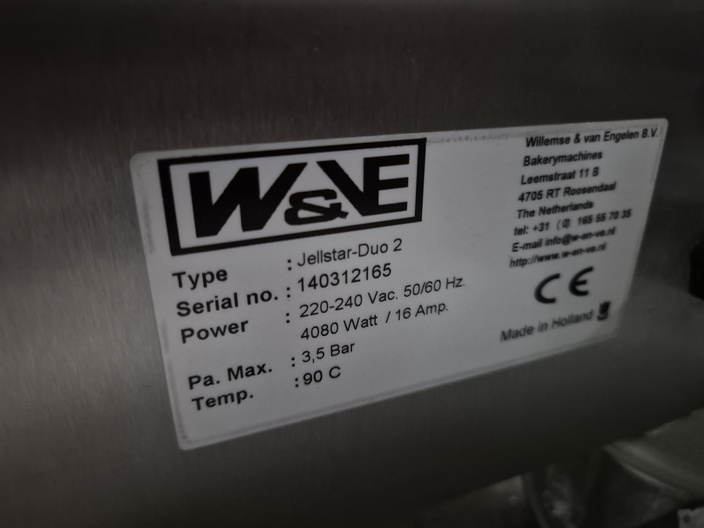 W&VE
Willemse & van Engelen B.V.
Bakerymachines
Leemstraat 11 B
4705 RT Roosendaal
The Netherlands
tel: +31 (0) 165 55 70 35
E-mail info@w-en-ve.nl
http://www.w-en-ve.nl
CE
Made in Holland
Type : Jellstar-Duo 2
Serial no. : 140312165
Power : 220-240 Vac. 50/60 Hz.
4080 Watt / 16 Amp.
Pa. Max. : 3,5 Bar
Temp. : 90 C